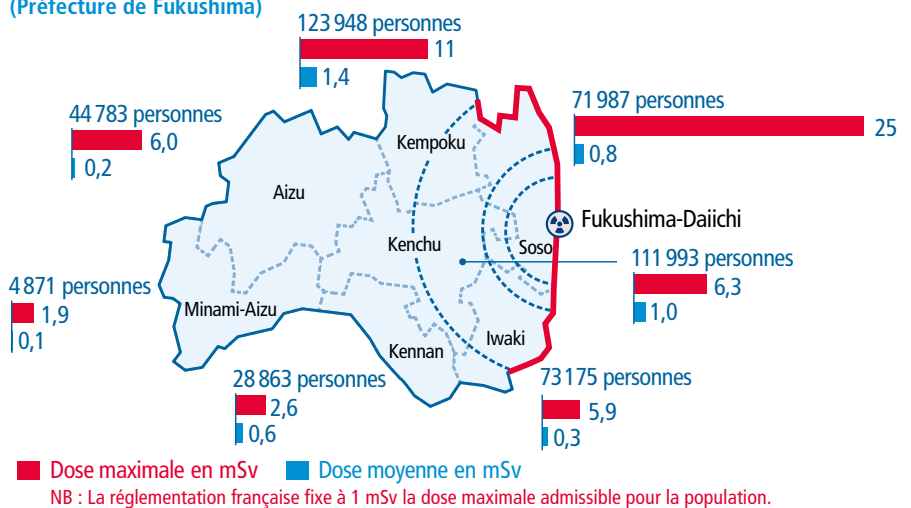 (Préfecture de Fukushima)
123 948 personnes
11
1,4
44 783 personnes
6,0
0,2
71 987 personnes
25
0,8
Kempoku
Aizu
Fukushima-Daiichi
Kenchu
Soso
111 993 personnes
6,3
1,0
4 871 personnes
1,9
0,1
Minami-Aizu
Iwaki
Kennan
28 863 personnes
2,6
0,6
73 175 personnes
5,9
0,3
Dose maximale en mSv Dose moyenne en mSv
NB : La réglementation française fixe à 1 mSv la dose maximale admissible pour la population.